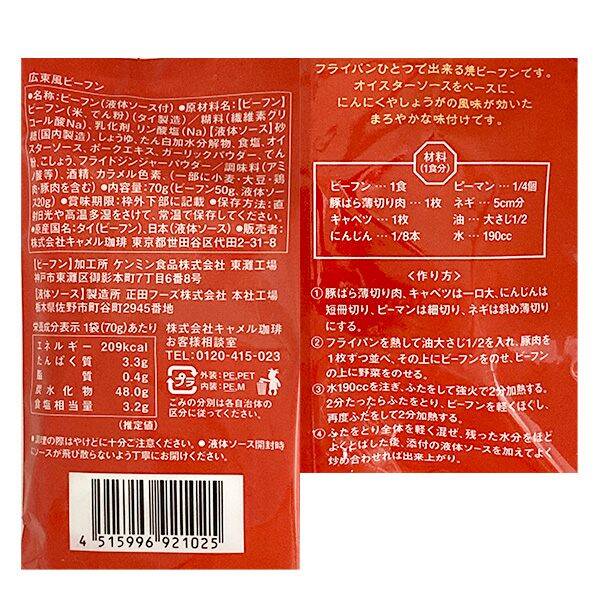 広東風ビーフン
●名称:ビーフン(液体ソース付)●原材料名:【ビーフン】
ビーフン(米、でん粉)(タイ製造)/糊料(繊維素グリ
コール酸Na)、乳化剤、リン酸塩(Na)【液体ソース】砂
糖(国内製造)、しょうゆ、たん白加水分解物、食塩、オイ
スターソース、ポークエキス、ガーリックパウダー、でん
粉、こしょう、フライドジンジャーパウダー/調味料(アミ
ノ酸等)、酒精、カラメル色素、(一部に小麦・大豆・鶏
肉・豚肉を含む)●内容量:70g(ビーフン50g、液体ソー
ス20g)●賞味期限:枠外下部に記載●保存方法:直
射日光や高温多湿をさけて、常温で保存してください。
●原産国名:タイ(ビーフン)、日本(液体ソース)●販売者:
株式会社キャメル珈琲 東京都世田谷区代田2-31-8
【ビーフン】加工所 ケンミン食品株式会社 東灘工場
神戸市東灘区御影本町7丁目6番8号
【液体ソース】製造所 正田フーズ株式会社 本社工場
栃木県佐野市町谷町2945番地
栄養成分表示 1袋(70g)あたり
エネルギー 209kcal
たんぱく質 3.3g
脂質 0.4g
炭水化物 48.0g
食塩相当量 3.2g
(推定値)
株式会社キャメル珈琲
お客様相談室
TEL:0120-415-023
プラ
外装:PE,PET
内装:PE,M
ごみの分別は各自治体の
区分に従ってください。
●調理の際はやけどに十分ご注意ください。●液体ソース開封時
にソースが飛び散らないよう丁寧にお開けください。
4 515996 921025
フライパンひとつで出来る焼ビーフンです。
オイスターソースをベースに、
にんにくやしょうがの風味が効いた
まろやかな味付けです。
材料
(1食分)
ビーフン…1食 ピーマン…1/4個
豚ばら薄切り肉…1枚 ネギ…5cm分
キャベツ…1枚 油…大さじ1/2
にんじん…1/8本 水…190cc
<作り方>
①豚ばら薄切り肉、キャベツは一口大、にんじんは
短冊切り、ピーマンは細切り、ネギは斜め薄切り
にする。
②フライパンを熱して油大さじ1/2を入れ、豚肉を
1枚ずつ並べ、その上にビーフンをのせ、ビーフン
の上に野菜をのせる。
③水190ccを注ぎ、ふたをして強火で2分加熱する。
2分たったらふたをとり、ビーフンを軽くほぐし、
再度ふたをして2分加熱する。
④ふたをとり全体を軽く混ぜ、残った水分をほど
よくとばした後、添付の液体ソースを加えてよく
炒め合わせれば出来上がり。